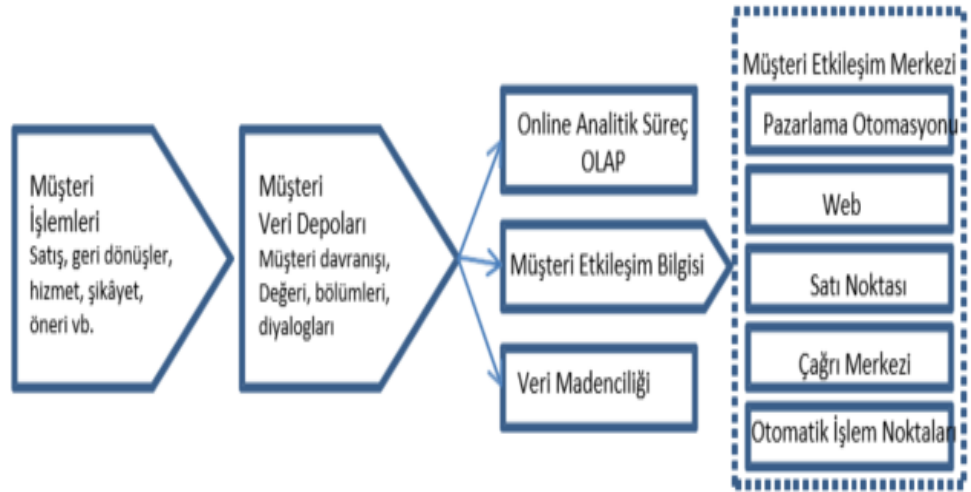 Müşteri
İşlemleri
Satış, geri dönüşler,
hizmet, şikâyet,
öneri vb.
Müşteri
Veri Depoları
Müşteri davranışı,
Değeri, bölümleri,
diyalogları
Online Analitik Süreç
OLAP
Müşteri Etkileşim Bilgisi
Veri Madenciliği
Müşteri Etkileşim Merkezi
Pazarlama Otomasyonu
Web
Satı Noktası
Çağrı Merkezi
Otomatik İşlem Noktaları